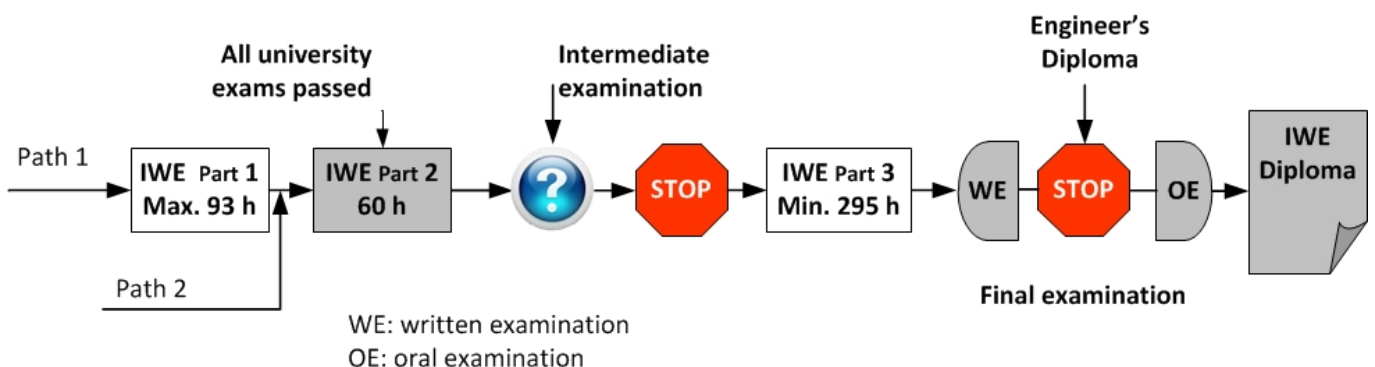 All university
exams passed
Intermediate
examination
Engineer's
Diploma
Path 1
IWE Part 1
Max. 93 h
IWE Part 2
60 h
?
STOP
IWE Part 3
Min. 295 h
WE
STOP
OE
IWE
Diploma
Path 2
Final examination
WE: written examination
OE: oral examination